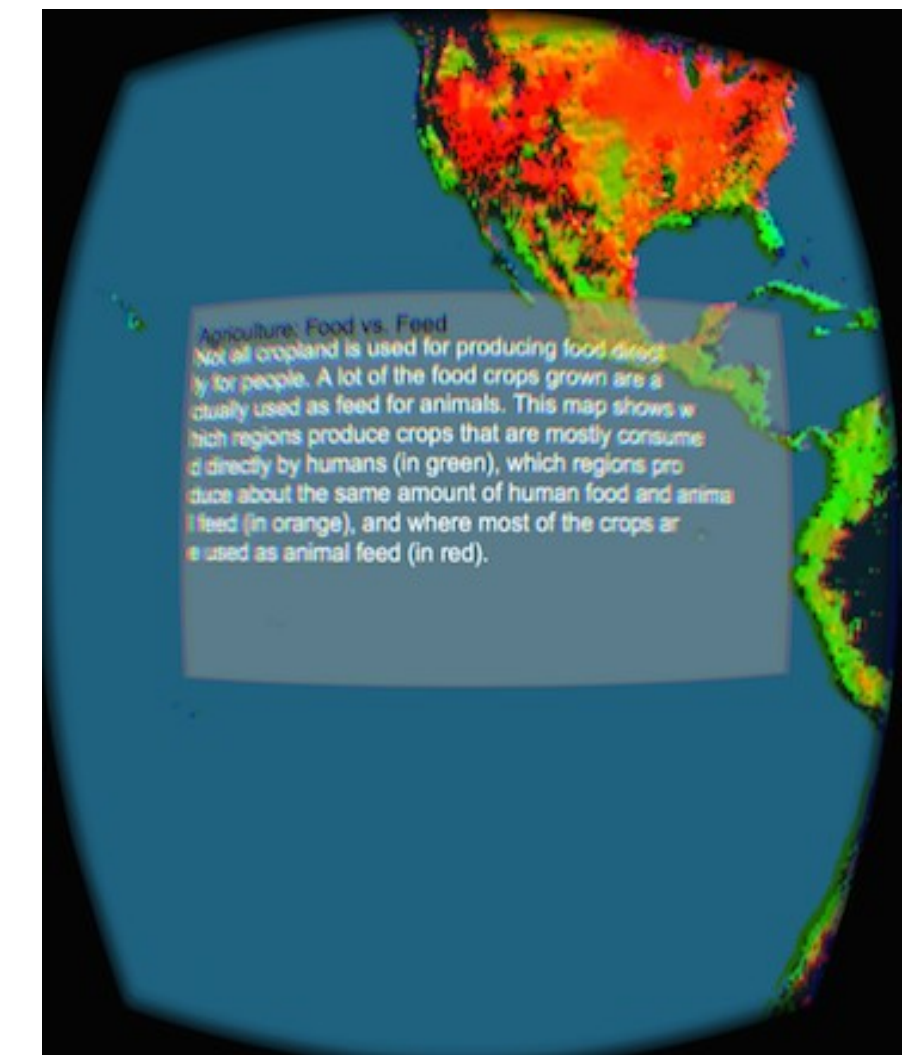 Agriculture: Food vs. Feed
Not all cropland is used for producing food direct
ly for people. A lot of the food crops grown are a
ctually used as feed for animals. This map shows w
hich regions produce crops that are mostly consume
d directly by humans (in green), which regions pro
duce about the same amount of human food and anima
l feed (in orange), and where most of the crops ar
e used as animal feed (in red).